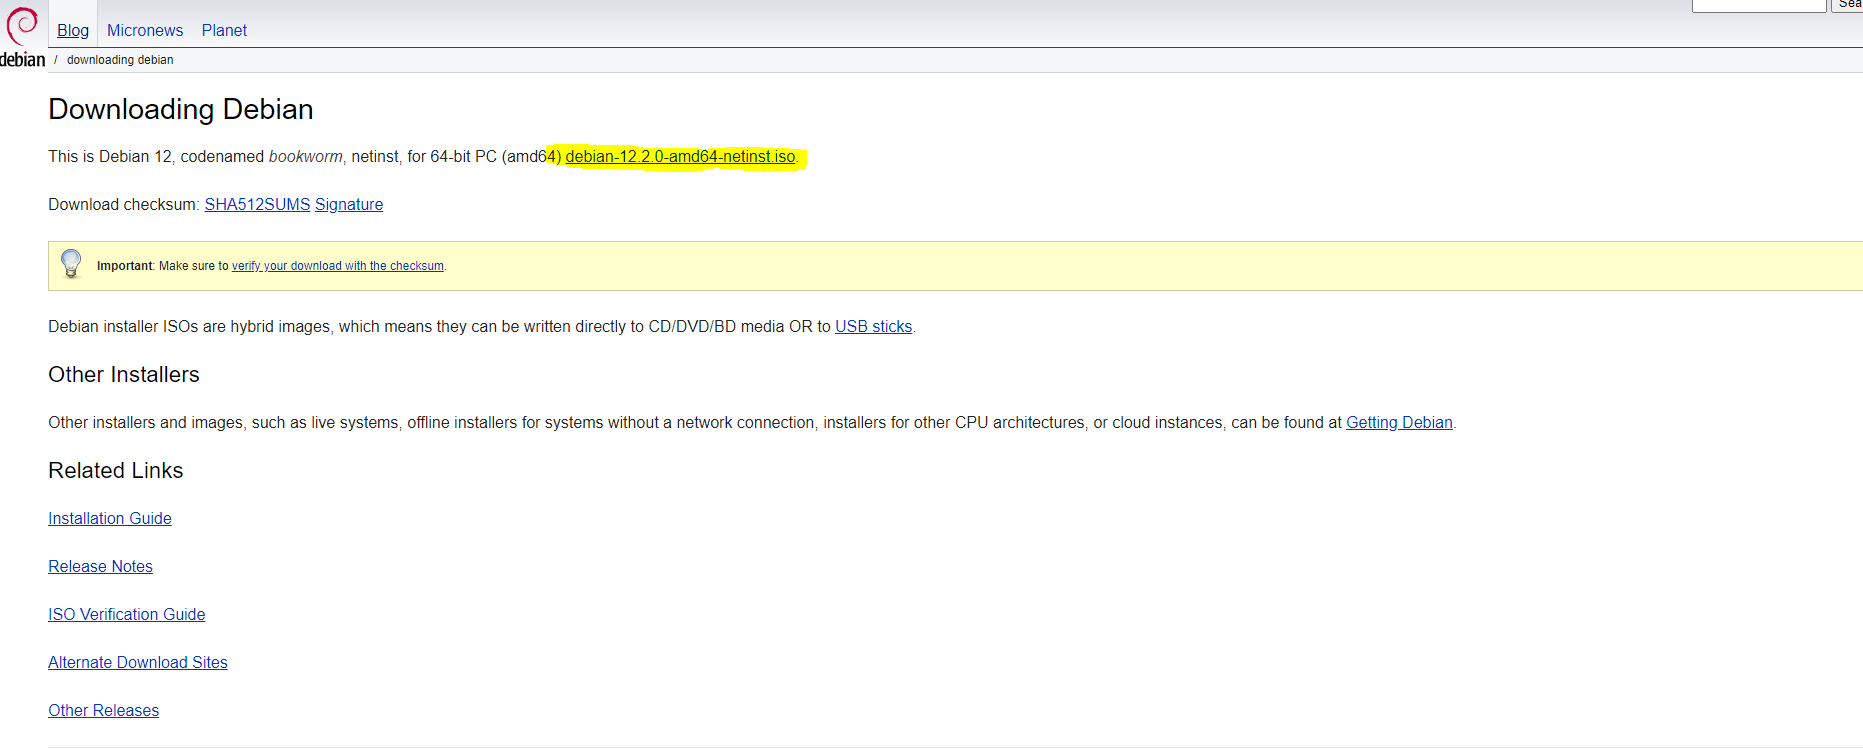 Sea
Blog Micronews Planet
debian / downloading debian
Downloading Debian
This is Debian 12, codenamed bookworm, netinst, for 64-bit PC (amd64) debian-12.2.0-amd64-netinst.iso.
Download checksum: SHA512SUMS Signature
Important: Make sure to verify your download with the checksum.
Debian installer ISOs are hybrid images, which means they can be written directly to CD/DVD/BD media OR to USB sticks.
Other Installers
Other installers and images, such as live systems, offline installers for systems without a network connection, installers for other CPU architectures, or cloud instances, can be found at Getting Debian.
Related Links
Installation Guide
Release Notes
ISO Verification Guide
Alternate Download Sites
Other Releases